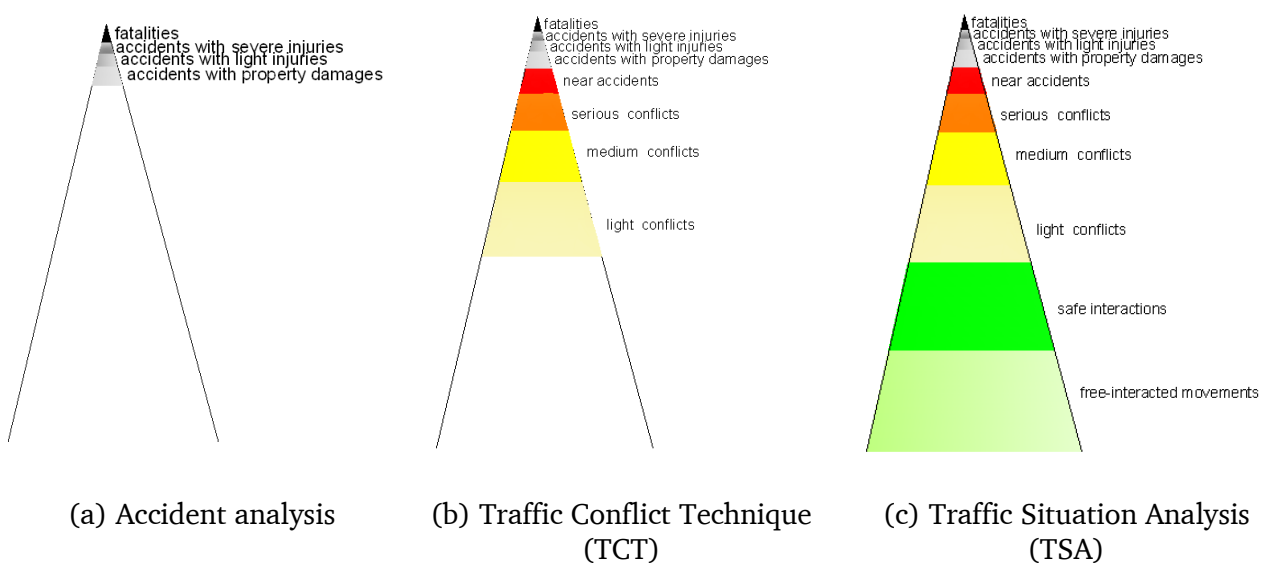 fatalities
accidents with severe injuries
accidents with light injuries
accidents with property damages
(a) Accident analysis
fatalities
accidents with severe injuries
accidents with light injuries
accidents with property damages
near accidents
serious conflicts
medium conflicts
light conflicts
(b) Traffic Conflict Technique
(TCT)
fatalities
accidents with severe injuries
accidents with light injuries
accidents with property damages
near accidents
serious conflicts
medium conflicts
light conflicts
safe interactions
free-interacted movements
(c) Traffic Situation Analysis
(TSA)